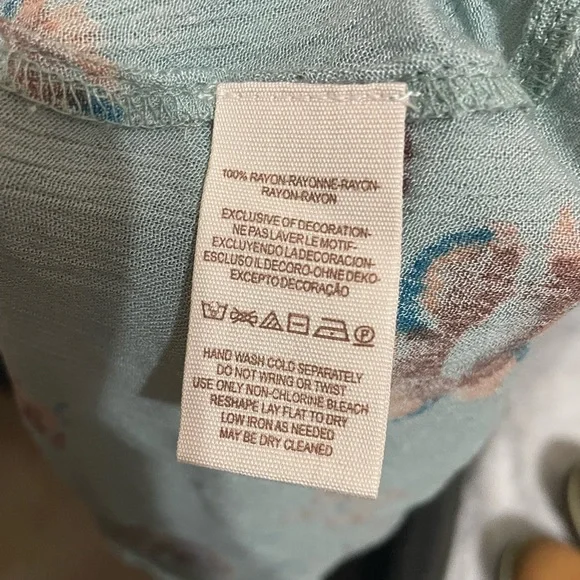 100% RAYON-RAYONNE-RAYON-
RAYON-RAYON
EXCLUSIVE OF DECORATION-
NE PAS LAVER LE MOTIF-
EXCLUYENDO LA DECORACION-
ESCLUSO IL DECORO-OHNE DEKO-
EXCEPTO DECORAÇÃO
HAND WASH COLD SEPARATELY
DO NOT WRING OR TWIST
USE ONLY NON-CHLORINE BLEACH
RESHAPE LAY FLAT TO DRY
LOW IRON AS NEEDED
MAY BE DRY CLEANED